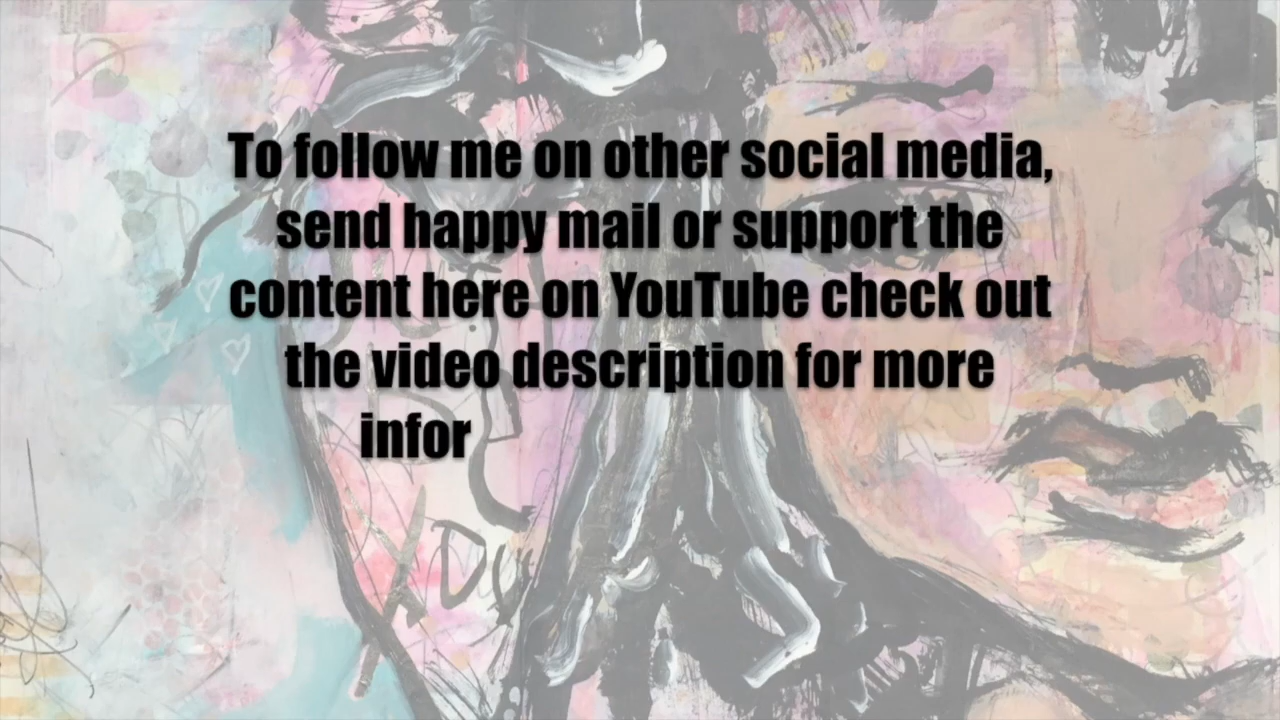 To follow me on other social media,
send happy mail or support the
content here on YouTube check out
the video description for more
infor